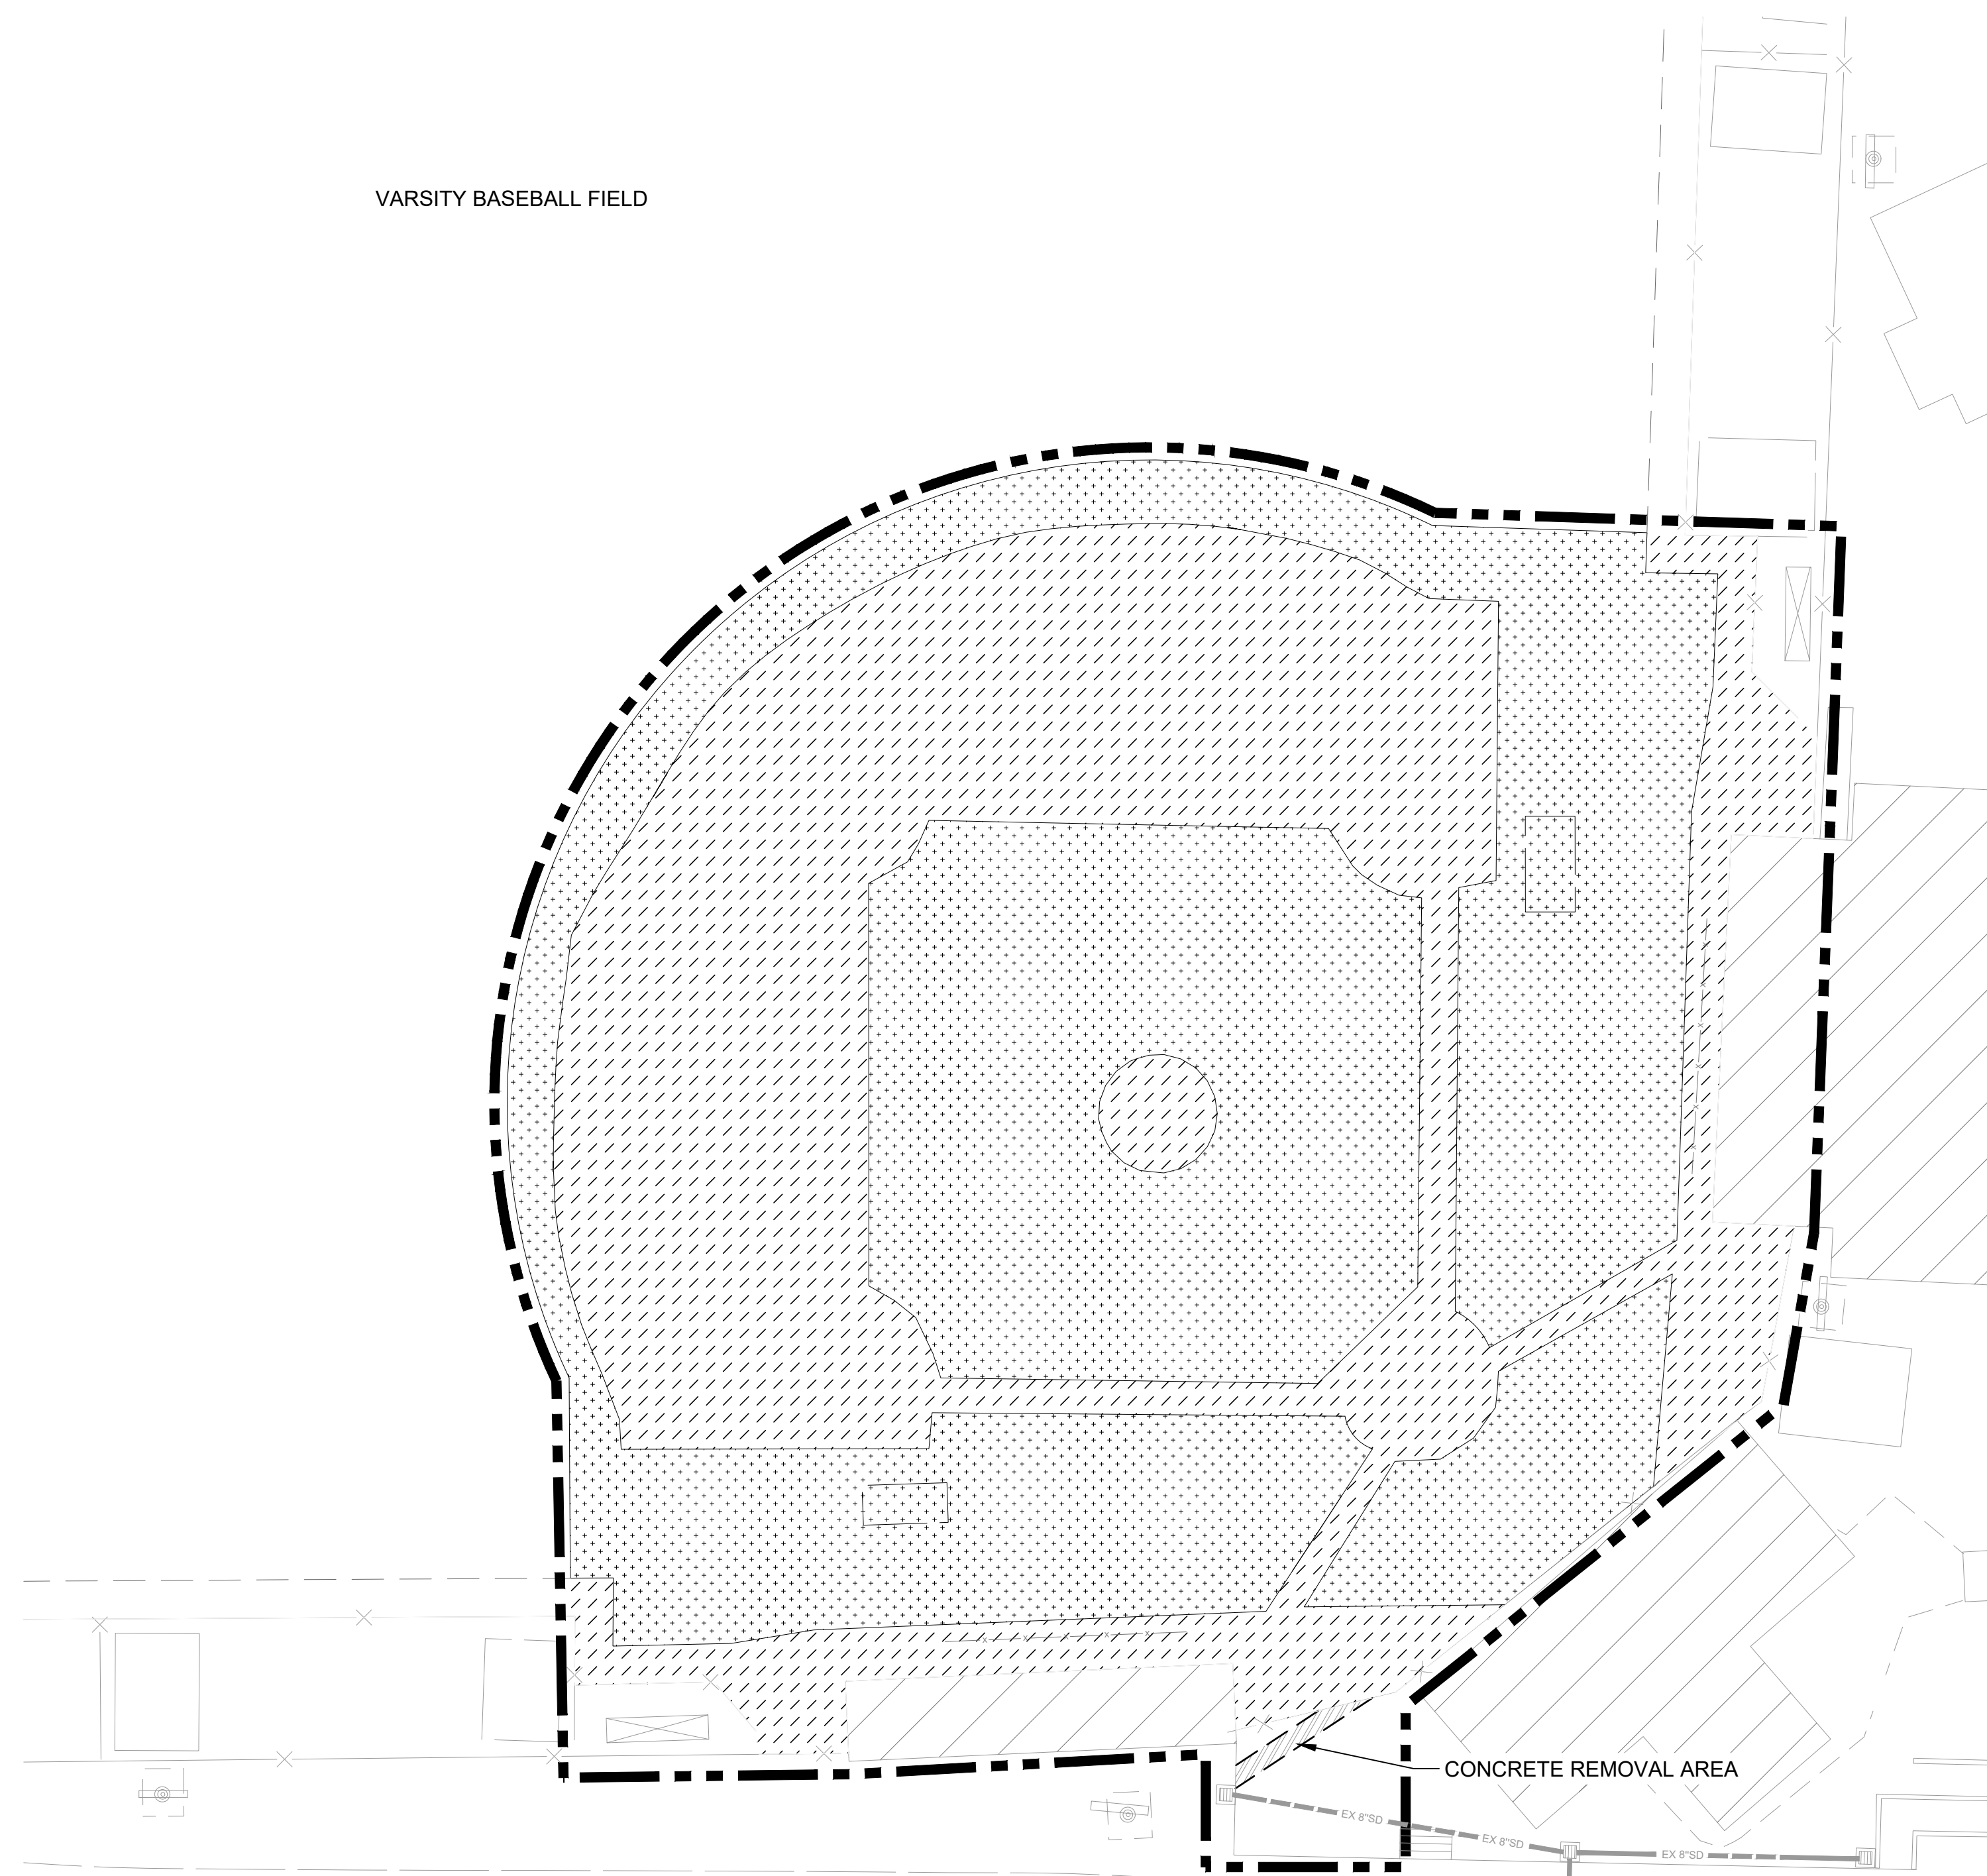 VARSITY BASEBALL FIELD
CONCRETE REMOVAL AREA
EX 8"SD
EX 8"SD
EX 8"SD